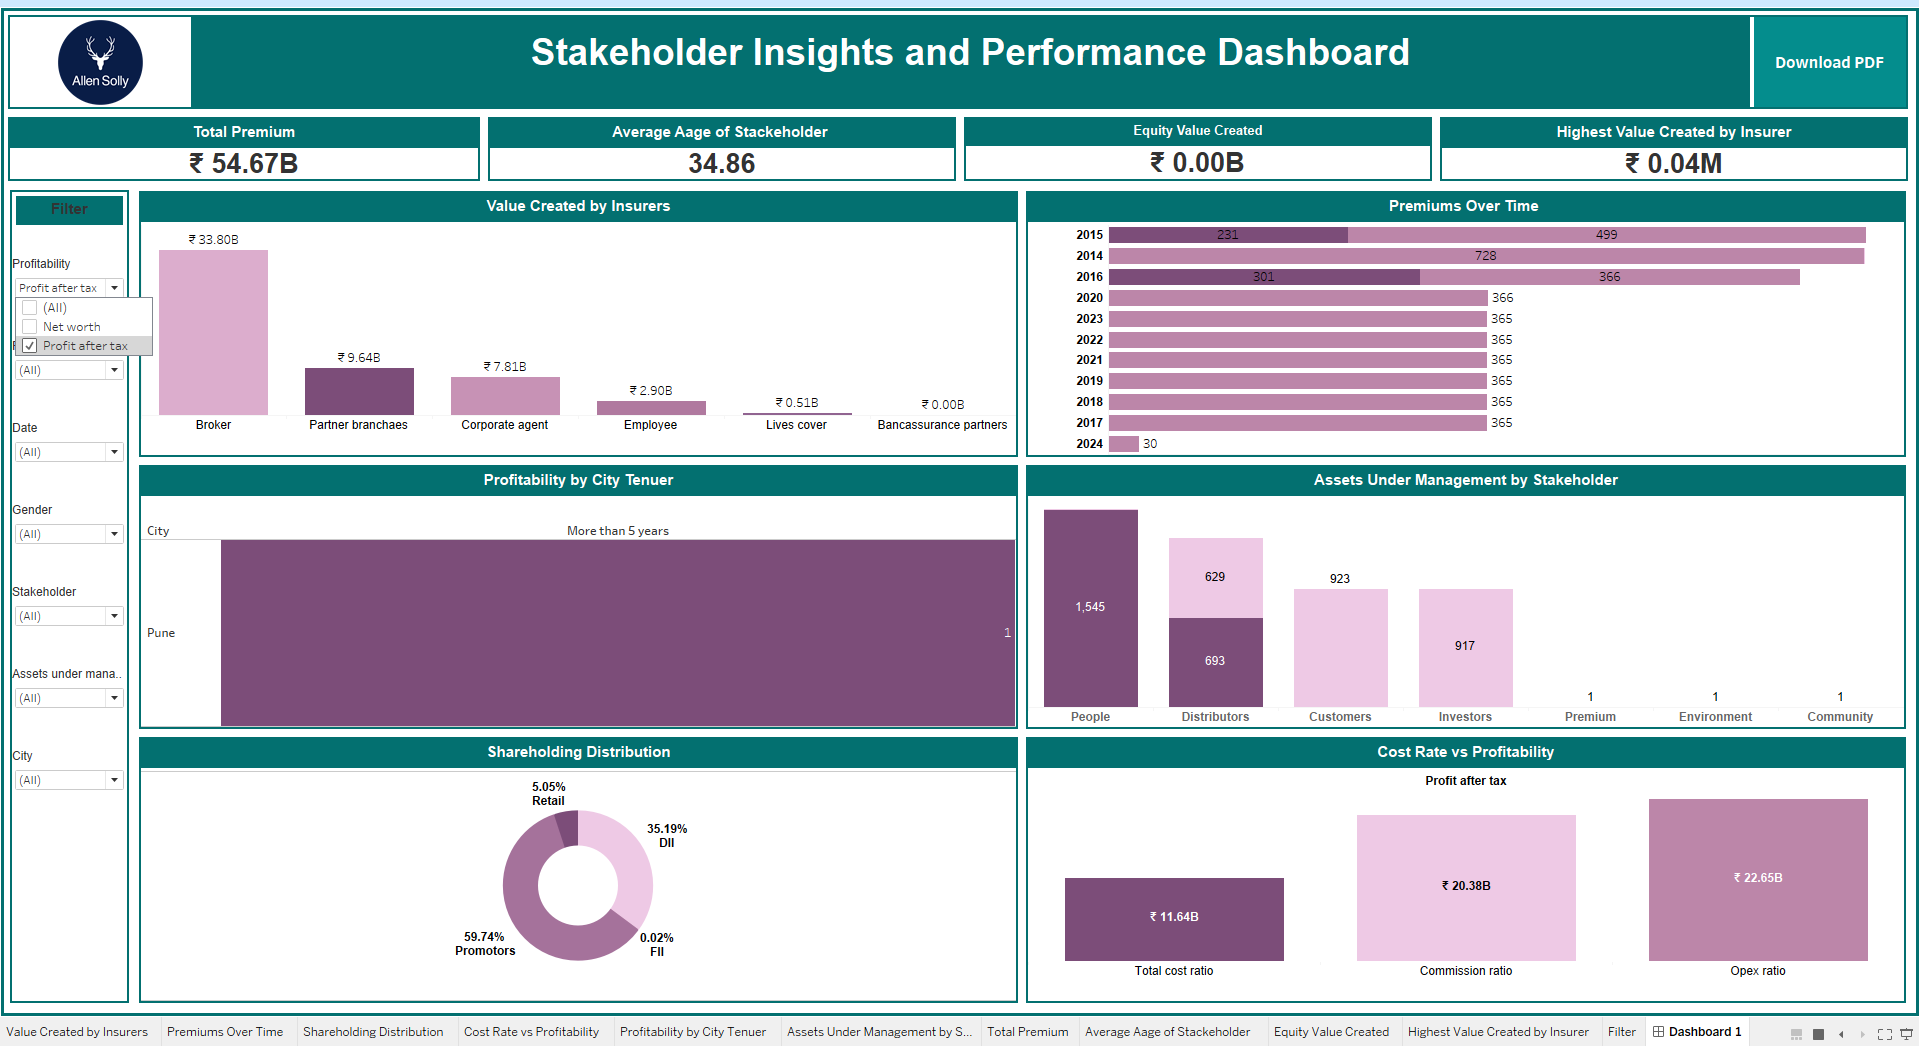 Allen Solly
Stakeholder Insights and Performance Dashboard
Download PDF
Total Premium
₹ 54.67B
Average Aage of Stackeholder
34.86
Equity Value Created
₹ 0.00B
Highest Value Created by Insurer
₹ 0.04M
Filter
Profitability
Profit after tax
(All)
Net worth
Profit after tax
(All)
Date
(All)
Gender
(All)
Stakeholder
(All)
Assets under mana..
(All)
City
(All)
Value Created by Insurers
₹ 33.80B
₹ 9.64B
₹ 7.81B
₹ 2.90B
₹ 0.51B
₹ 0.00B
Broker
Partner branchaes
Corporate agent
Employee
Lives cover
Bancassurance partners
Premiums Over Time
2015 231 499
2014 728
2016 301 366
2020 366
2023 365
2022 365
2021 365
2019 365
2018 365
2017 365
2024 30
Profitability by City Tenuer
City More than 5 years
Pune 1
Assets Under Management by Stakeholder
1,545
629
693
923
917
1
1
1
People
Distributors
Customers
Investors
Premium
Environment
Community
Shareholding Distribution
5.05%
Retail
35.19%
DII
59.74%
Promotors
0.02%
FII
Cost Rate vs Profitability
Profit after tax
₹ 11.64B
₹ 20.38B
₹ 22.65B
Total cost ratio
Commission ratio
Opex ratio
Value Created by Insurers
Premiums Over Time
Shareholding Distribution
Cost Rate vs Profitability
Profitability by City Tenuer
Assets Under Management by S...
Total Premium
Average Aage of Stackeholder
Equity Value Created
Highest Value Created by Insurer
Filter
Dashboard 1